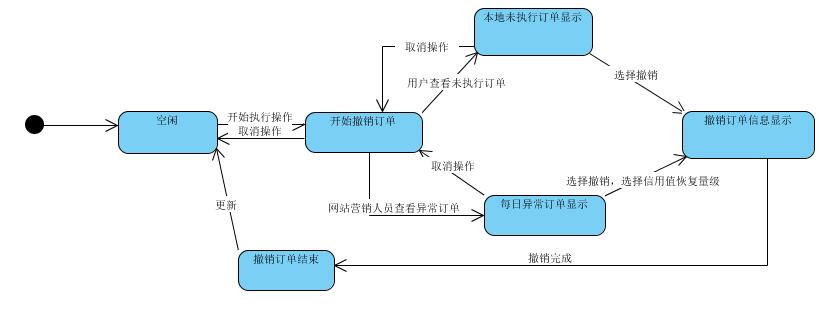 本地未执行订单显示
取消操作
选择撤销
用户查看未执行订单
空闲
开始执行操作
取消操作
开始撤销订单
撤销订单信息显示
取消操作
选择撤销，选择信用值恢复量级
网站营销人员查看异常订单
每日异常订单显示
更新
撤销订单结束
撤销完成